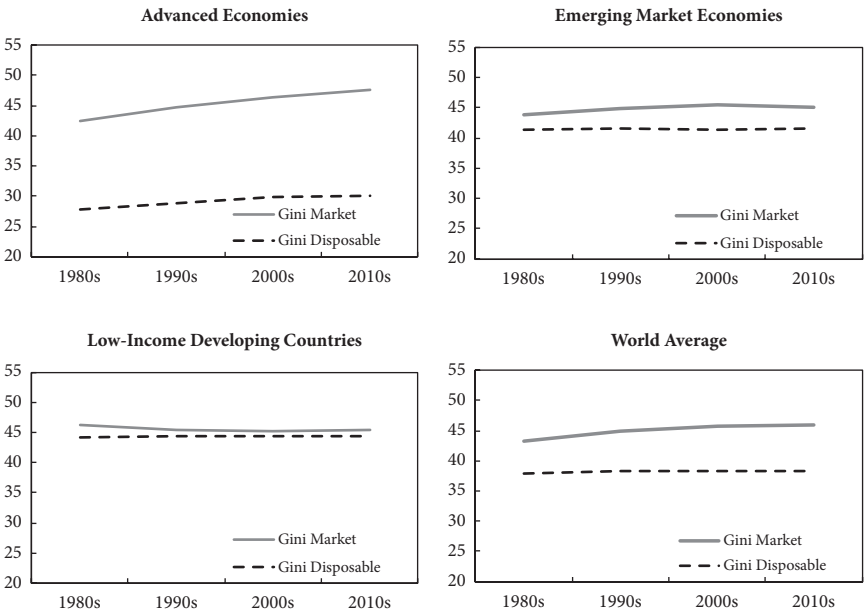 Advanced Economies
55
50
45
40
35
30
25
20
Gini Market
Gini Disposable
1980s 1990s 2000s 2010s
Emerging Market Economies
55
50
45
40
35
30
25
20
Gini Market
Gini Disposable
1980s 1990s 2000s 2010s
Low-Income Developing Countries
55
50
45
40
35
30
25
20
Gini Market
Gini Disposable
1980s 1990s 2000s 2010s
World Average
55
50
45
40
35
30
25
20
Gini Market
Gini Disposable
1980s 1990s 2000s 2010s